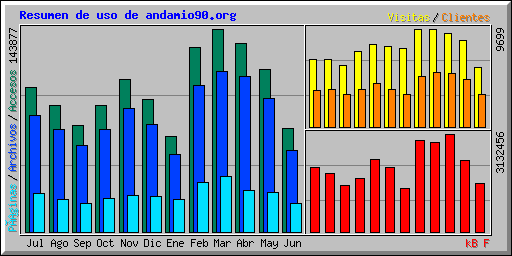 Resumen de uso de andamio90.org
Visitas / Clientes
143877
9699
3132456
Páginas / Archivos / Accesos
Jul Ago Sep Oct Nov Dic Ene Feb Mar Abr May Jun
kB F